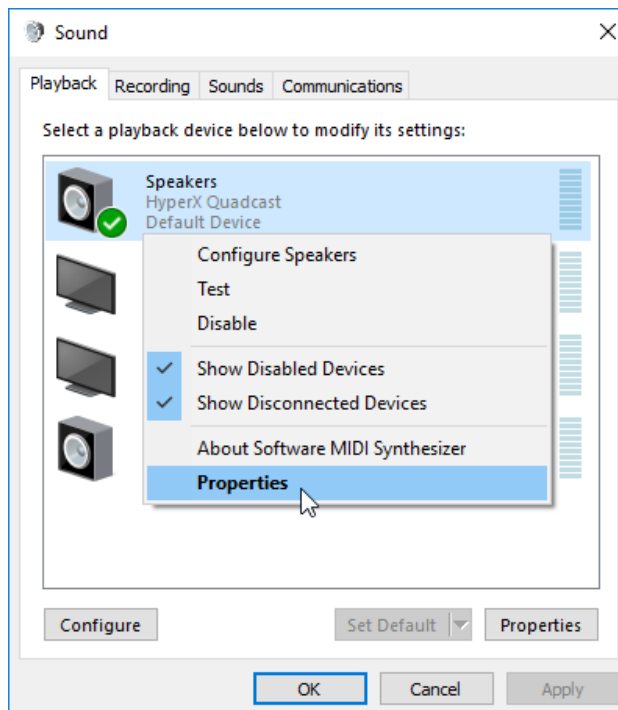 Sound
Playback
Recording
Sounds
Communications
Select a playback device below to modify its settings:
Speakers
HyperX Quadcast
Default Device
Configure Speakers
Test
Disable
Show Disabled Devices
Show Disconnected Devices
About Software MIDI Synthesizer
Properties
Configure
Set Default
Properties
OK
Cancel
Apply